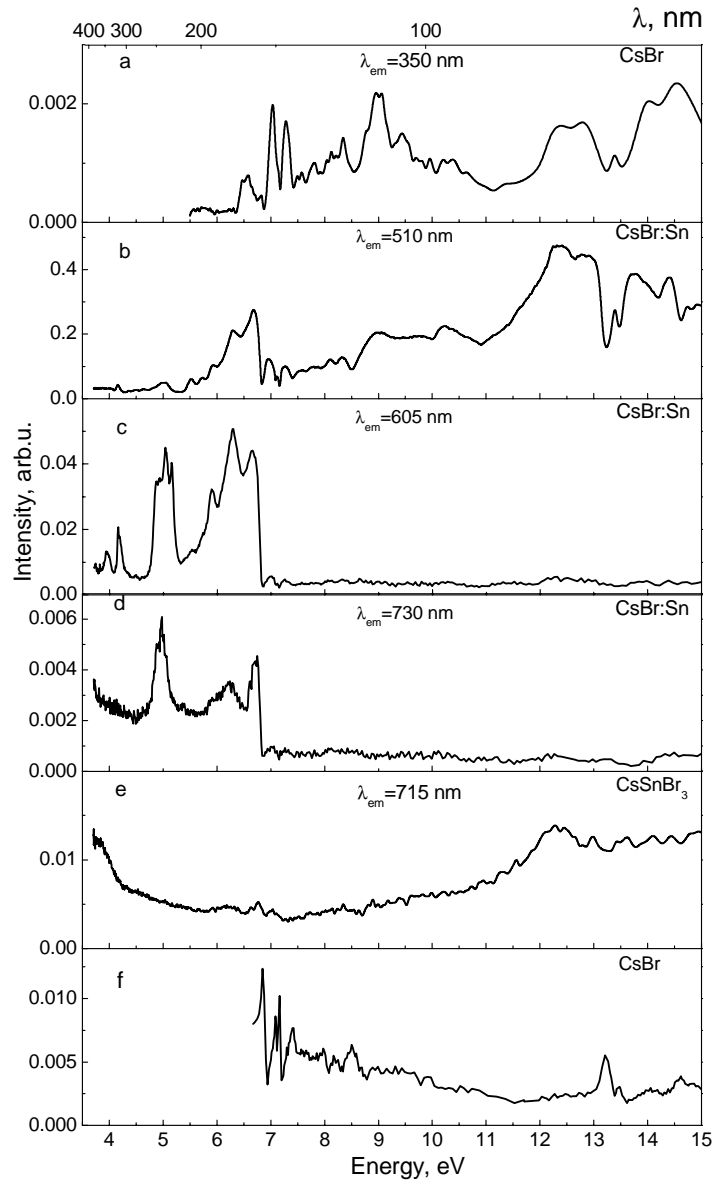 λ, nm
400 300 200 100
a λem=350 nm CsBr
0.002
0.000
b λem=510 nm CsBr:Sn
0.4
0.2
0.0
c λem=605 nm CsBr:Sn
0.04
0.02
0.00
d λem=730 nm CsBr:Sn
0.006
0.004
0.002
0.000
e λem=715 nm CsSnBr3
0.01
0.00
f CsBr
0.010
0.005
0.000
Intensity, arb.u.
4 5 6 7 8 9 10 11 12 13 14 15
Energy, eV